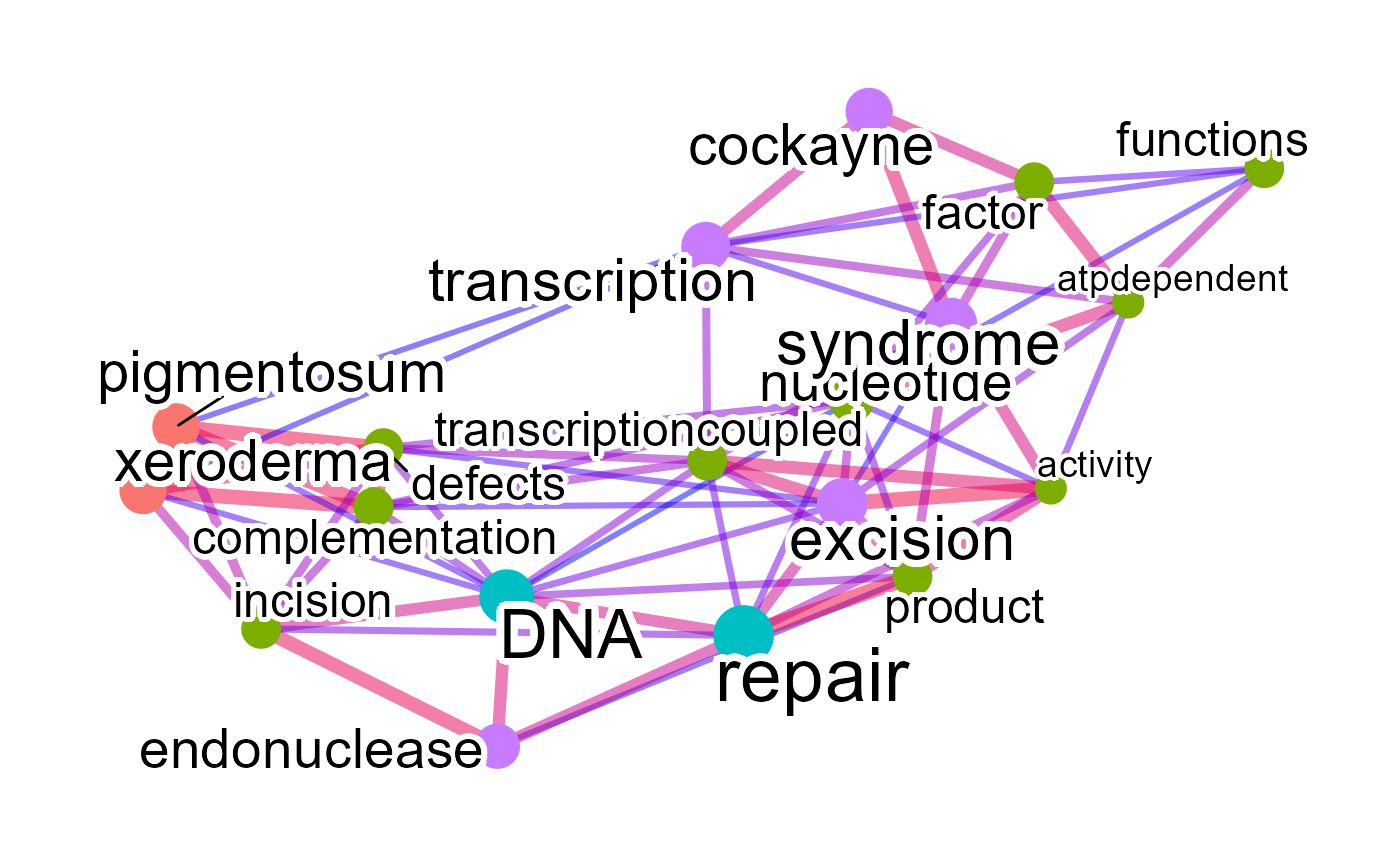 functions
cockayne
factor
transcription
atpdependent
syndrome
pigmentosum
nucleotide
transcriptioncoupled
xeroderma
activity
defects
complementation
excision
incision
product
DNA
repair
endonuclease